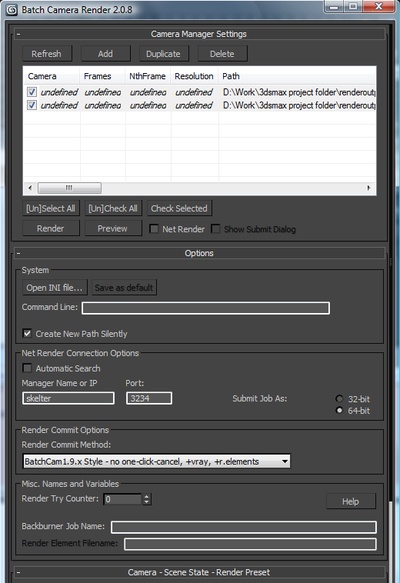 Batch Camera Render 2.0.8
Camera Manager Settings
Refresh Add Duplicate Delete
Camera Frames NthFrame Resolution Path
undefined undefined undefined undefined D:\Work\3dsmax project folder\renderoutp
undefined undefined undefined undefined D:\Work\3dsmax project folder\renderoutp
[Un]Select All [Un]Check All Check Selected
Render Preview Net Render Show Submit Dialog
Options
System
Open INI file... Save as default
Command Line:
Create New Path Silently
Net Render Connection Options
Automatic Search
Manager Name or IP Port: Submit Job As: 32-bit
skelter 3234 64-bit
Render Commit Options
Render Commit Method:
BatchCam1.9.x Style - no one-click-cancel, +vray, +r.elements
Misc. Names and Variables
Render Try Counter: 0 Help
Backburner Job Name:
Render Element Filename:
Camera - Scene State - Render Preset